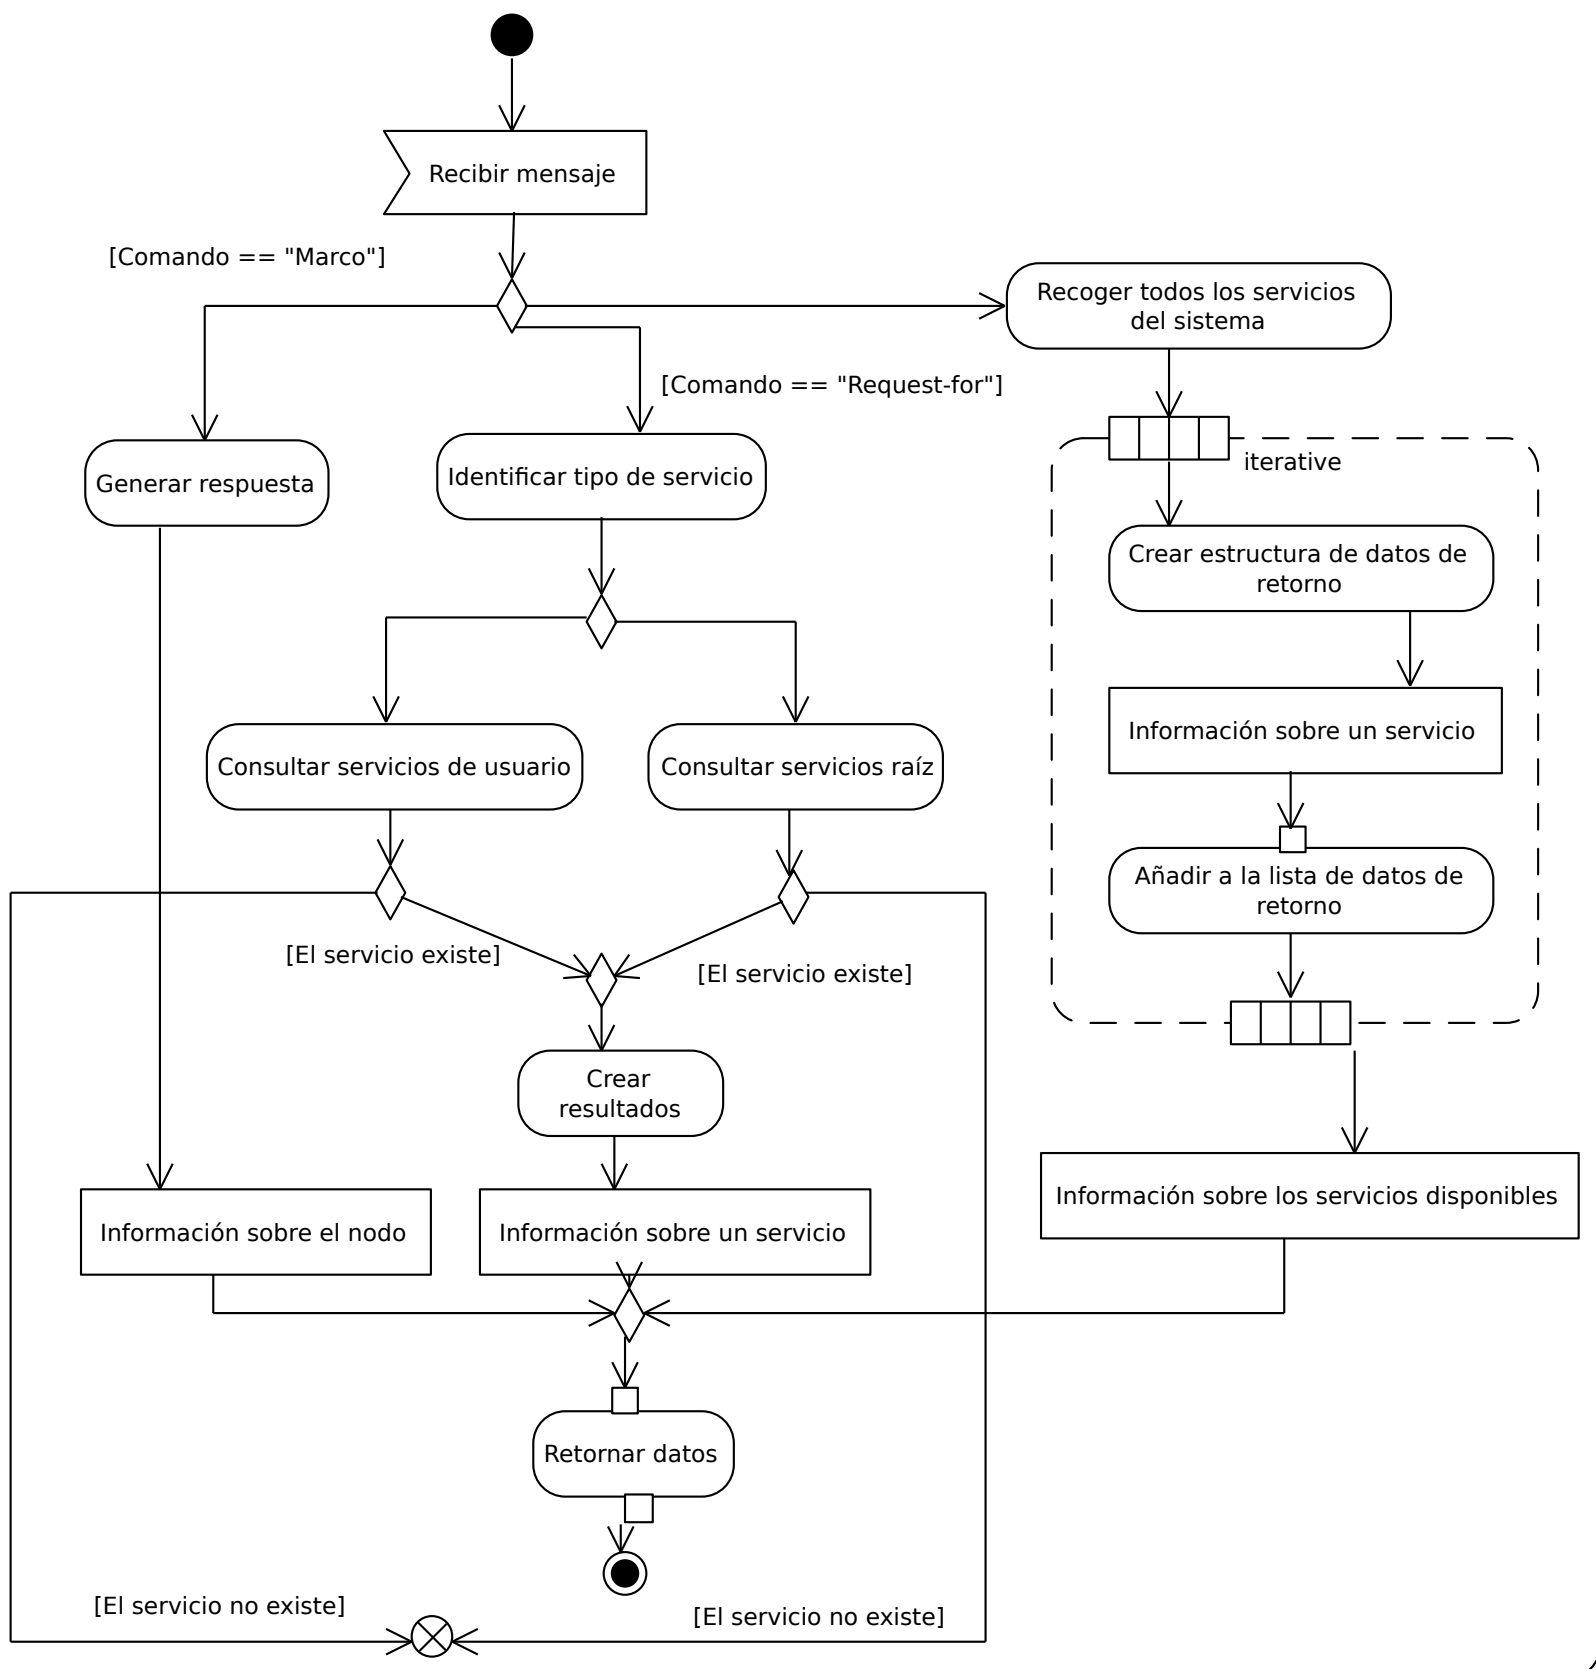 Recibir mensaje
[Comando == "Marco"]
Recoger todos los servicios
del sistema
[Comando == "Request-for"]
iterative
Generar respuesta
Identificar tipo de servicio
Crear estructura de datos de
retorno
Información sobre un servicio
Consultar servicios de usuario
Consultar servicios raíz
Añadir a la lista de datos de
retorno
[El servicio existe]
[El servicio existe]
Crear
resultados
Información sobre los servicios disponibles
Información sobre el nodo
Información sobre un servicio
Retornar datos
[El servicio no existe]
[El servicio no existe]